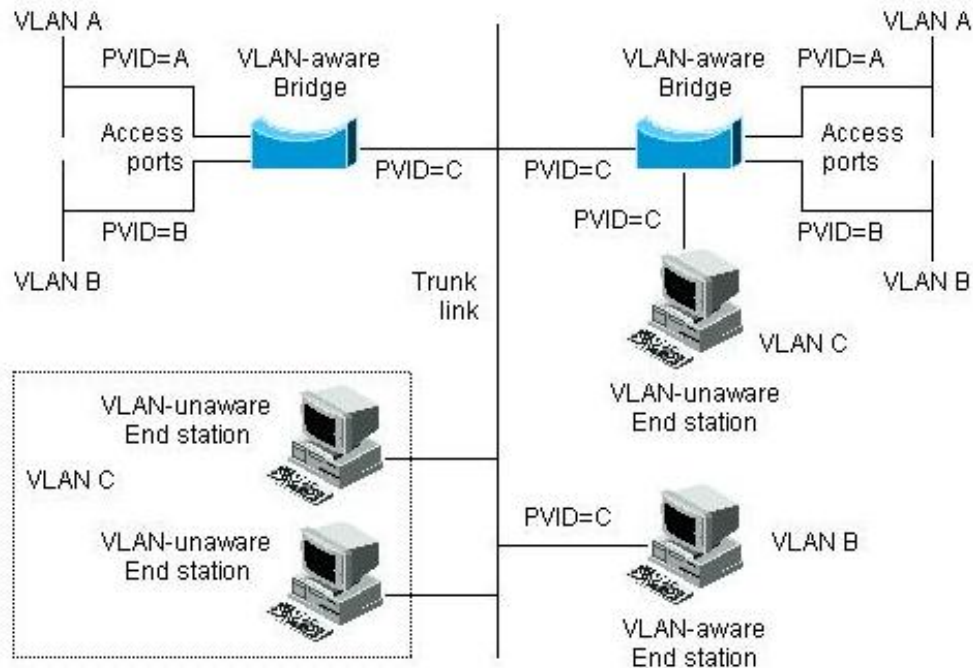 VLAN A
VLAN A
PVID=A
VLAN-aware
Bridge
VLAN-aware
Bridge
PVID=A
Access
ports
PVID=C
PVID=C
Access
ports
PVID=B
PVID=C
PVID=B
VLAN B
Trunk
link
VLAN B
VLAN C
VLAN-unaware
End station
VLAN-unaware
End station
VLAN C
VLAN-unaware
End station
PVID=C
VLAN B
VLAN-aware
End station